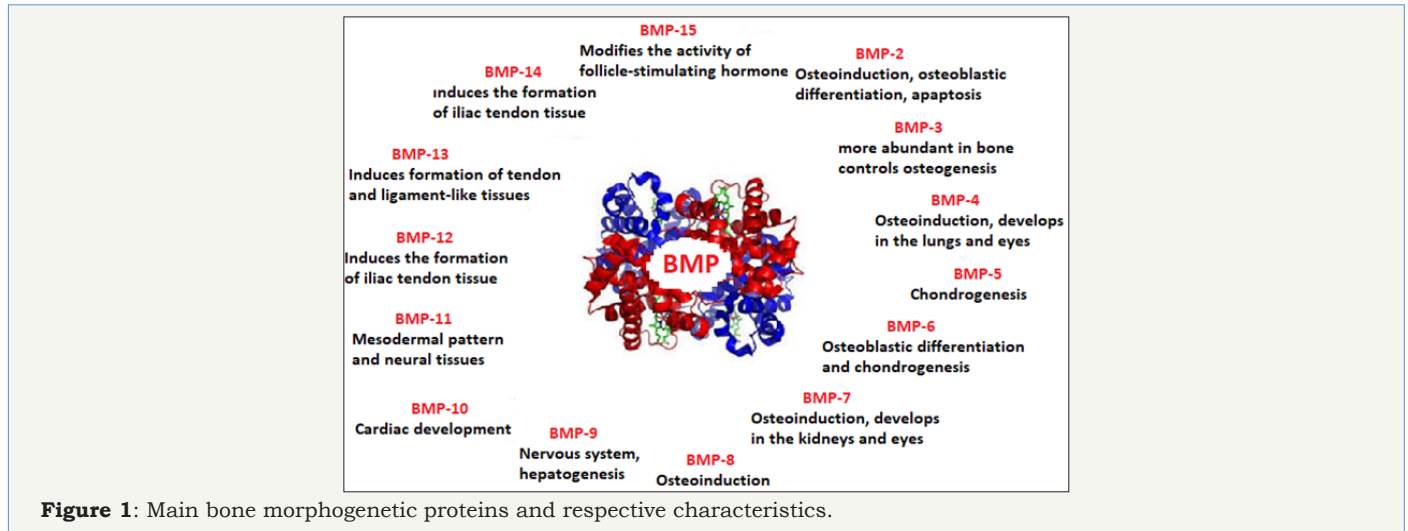 BMP-15
Modifies the activity of
follicle-stimulating hormone
BMP-2
Osteoinduction, osteoblastic
differentiation, apaptosis
BMP-3
more abundant in bone
controls osteogenesis
BMP-4
Osteoinduction, develops
in the lungs and eyes
BMP-5
Chondrogenesis
BMP-6
Osteoblastic differentiation
and chondrogenesis
BMP-7
Osteoinduction, develops
in the kidneys and eyes
BMP-8
Osteoinduction
BMP-9
Nervous system,
hepatogenesis
BMP-10
Cardiac development
BMP-11
Mesodermal pattern
and neural tissues
BMP-12
Induces the formation
of iliac tendon tissue
BMP-13
Induces formation of tendon
and ligament-like tissues
BMP-14
Induces the formation
of iliac tendon tissue
BMP
Figure 1: Main bone morphogenetic proteins and respective characteristics.